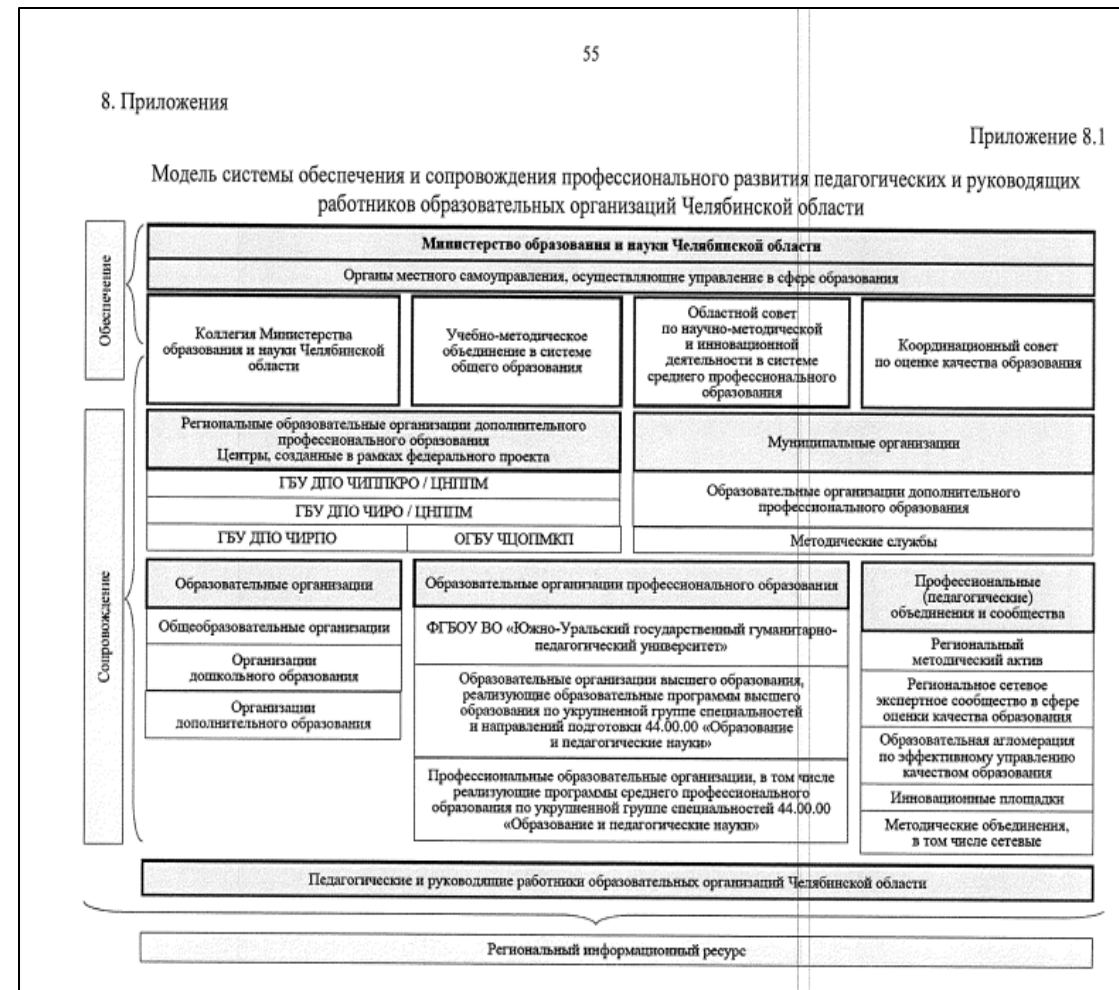 55
8. Приложения
Приложение 8.1
Модель системы обеспечения и сопровождения профессионального развития педагогических и руководящих
работников образовательных организаций Челябинской области
Обеспечение
Министерство образования и науки Челябинской области
Органы местного самоуправления, осуществляющие управление в сфере образования
Коллегия Министерства
образования и науки Челябинской
области
Учебно-методическое
объединение в системе
общего образования
Областной совет
по научно-методической
и инновационной
деятельности в системе
среднего профессионального
образования
Координационный совет
по оценке качества образования
Сопровождение
Региональные образовательные организации дополнительного
профессионального образования
Центры, созданные в рамках федерального проекта
ГБУ ДПО ЧИППКРО / ЦНППМ
ГБУ ДПО ЧИРО / ЦНППМ
ГБУ ДПО ЧИРПО
ОГБУ ЧЦОПМКП
Муниципальные организации
Образовательные организации дополнительного
профессионального образования
Методические службы
Образовательные организации
Общеобразовательные организации
Организации
дошкольного образования
Организации
дополнительного образования
Образовательные организации профессионального образования
ФГБОУ ВО «Южно-Уральский государственный гуманитарно-
педагогический университет»
Образовательные организации высшего образования,
реализующие образовательные программы высшего
образования по укрупненной группе специальностей
и направлений подготовки 44.00.00 «Образование
и педагогические науки»
Профессиональные образовательные организации, в том числе
реализующие программы среднего профессионального
образования по укрупненной группе специальностей 44.00.00
«Образование и педагогические науки»
Профессиональные
(педагогические)
объединения и сообщества
Региональный
методический актив
Региональное сетевое
экспертное сообщество в сфере
оценки качества образования
Образовательная агломерация
по эффективному управлению
качеством образования
Инновационные площадки
Методические объединения,
в том числе сетевые
Педагогические и руководящие работники образовательных организаций Челябинской области
Региональный информационный ресурс